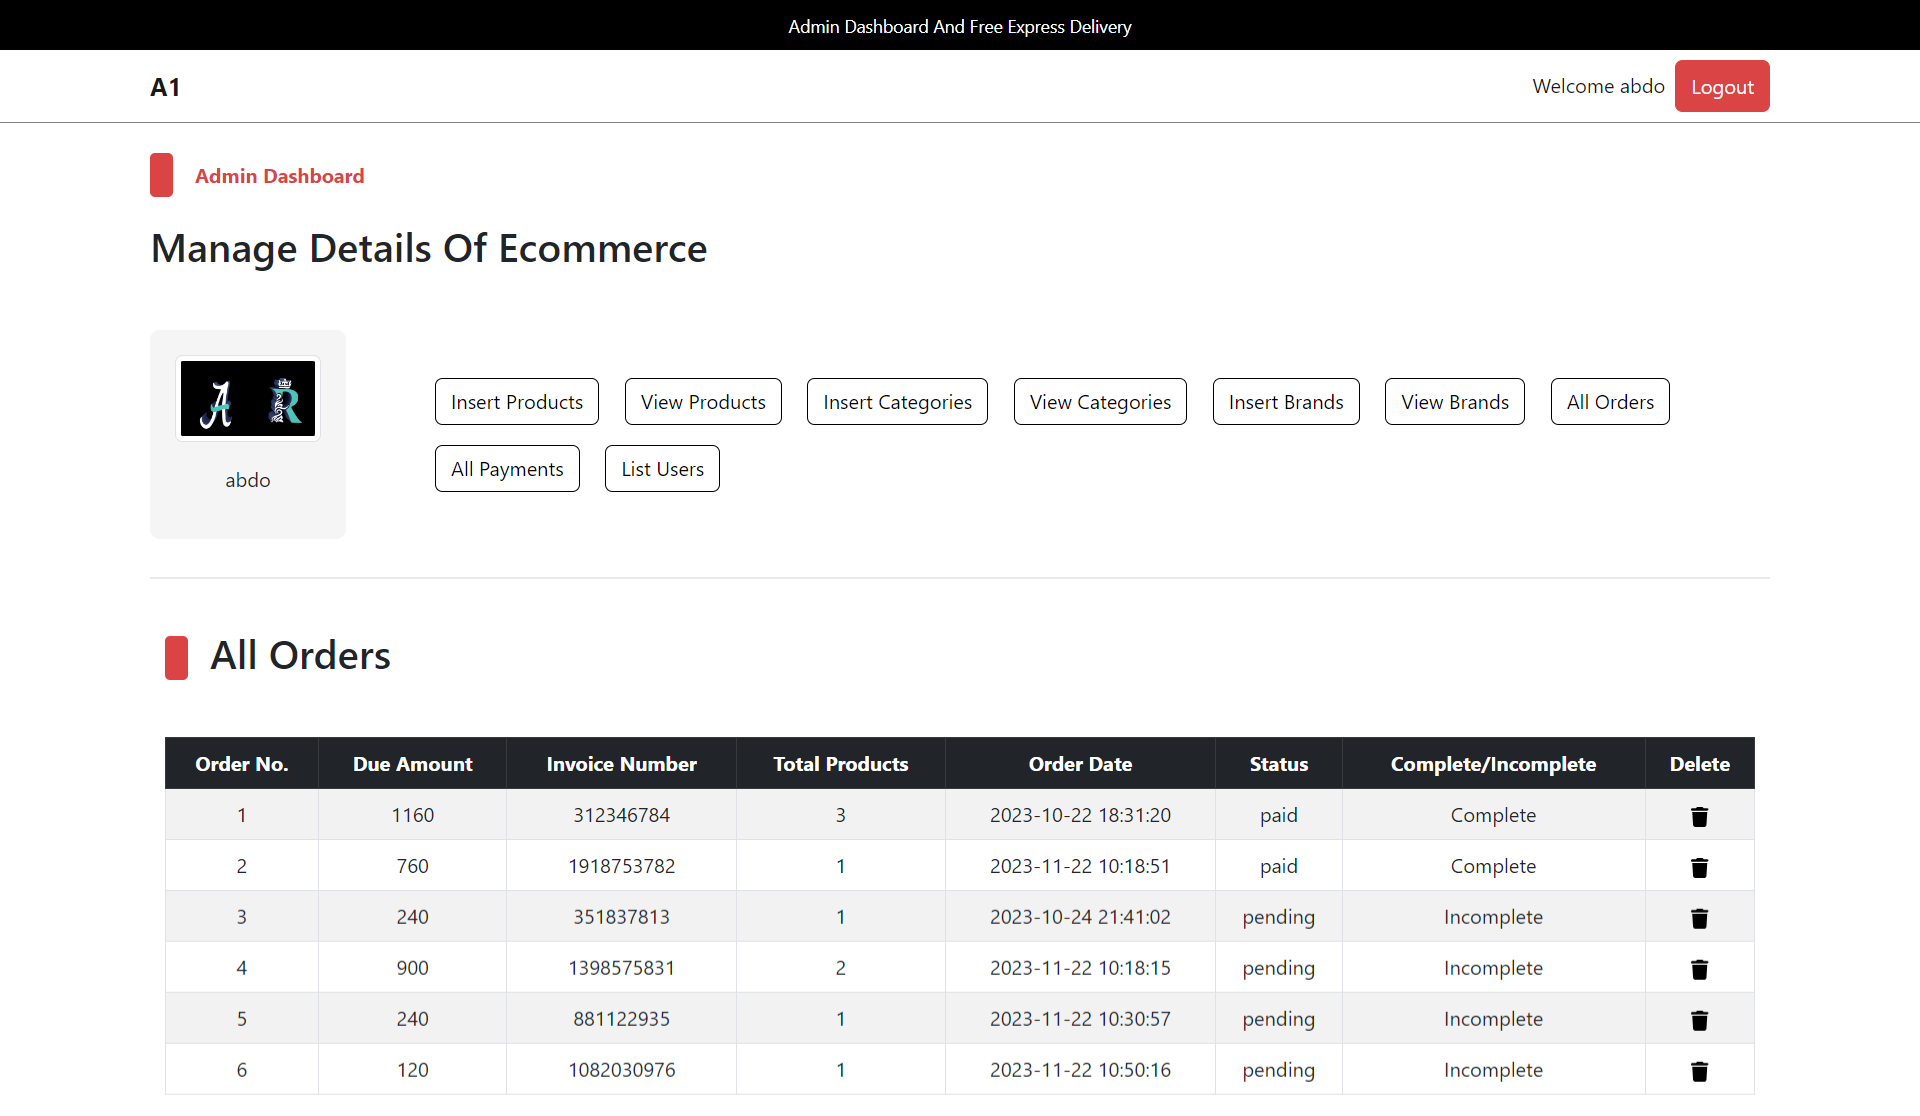 Admin Dashboard And Free Express Delivery
A1
Welcome abdo
Logout
Admin Dashboard
Manage Details Of Ecommerce
A R
abdo
Insert Products
View Products
Insert Categories
View Categories
Insert Brands
View Brands
All Orders
All Payments
List Users
All Orders
Order No. Due Amount Invoice Number Total Products Order Date Status Complete/Incomplete Delete
1 1160 312346784 3 2023-10-22 18:31:20 paid Complete
2 760 1918753782 1 2023-11-22 10:18:51 paid Complete
3 240 351837813 1 2023-10-24 21:41:02 pending Incomplete
4 900 1398575831 2 2023-11-22 10:18:15 pending Incomplete
5 240 881122935 1 2023-11-22 10:30:57 pending Incomplete
6 120 1082030976 1 2023-11-22 10:50:16 pending Incomplete